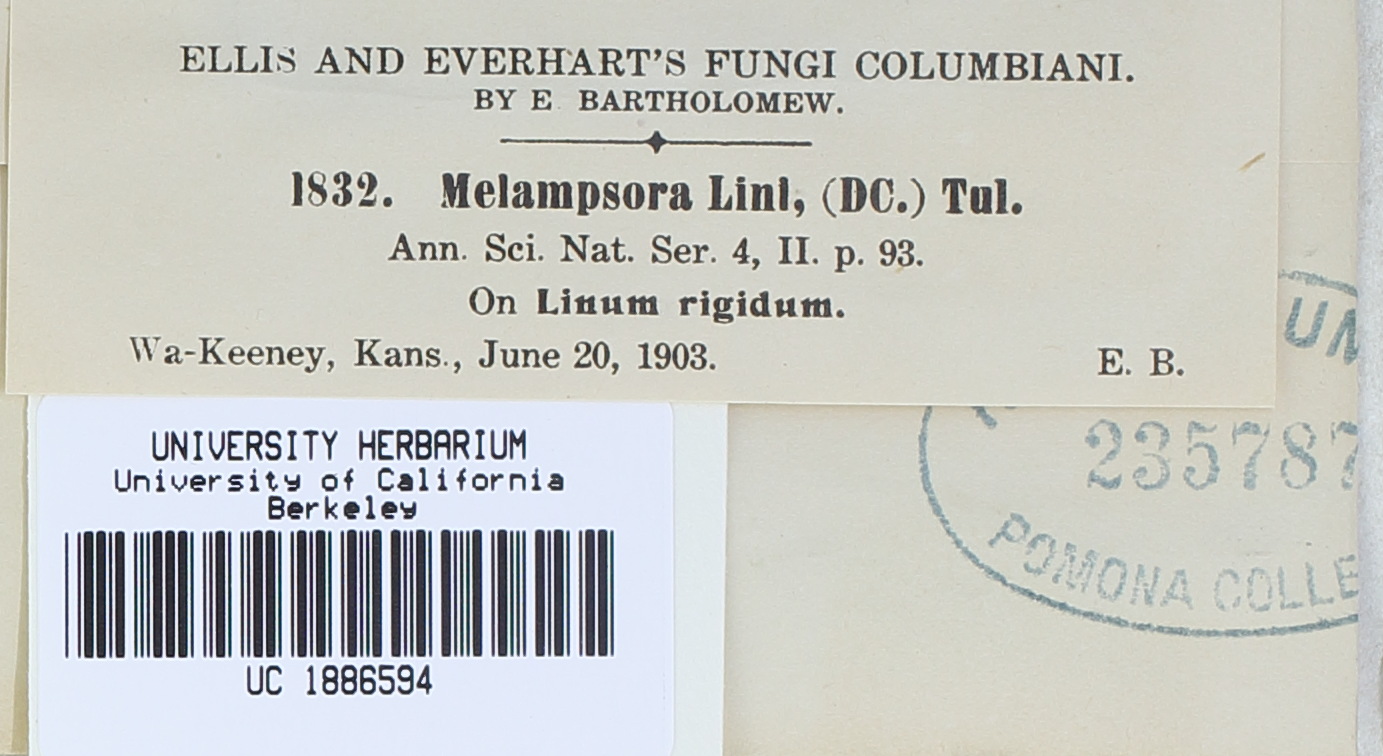 ELLIS AND EVERHART'S FUNGI COLUMBIANI.
BY E. BARTHOLOMEW.
1832. Melampsora Lini, (DC.) Tul.
Ann. Sci. Nat. Ser. 4, II. p. 93.
On Linum rigidum.
Wa-Keeney, Kans., June 20, 1903. E. B.
UNIVERSITY HERBARIUM
University of California
Berkeley
UC 1886594
235787
POMONA COLLE